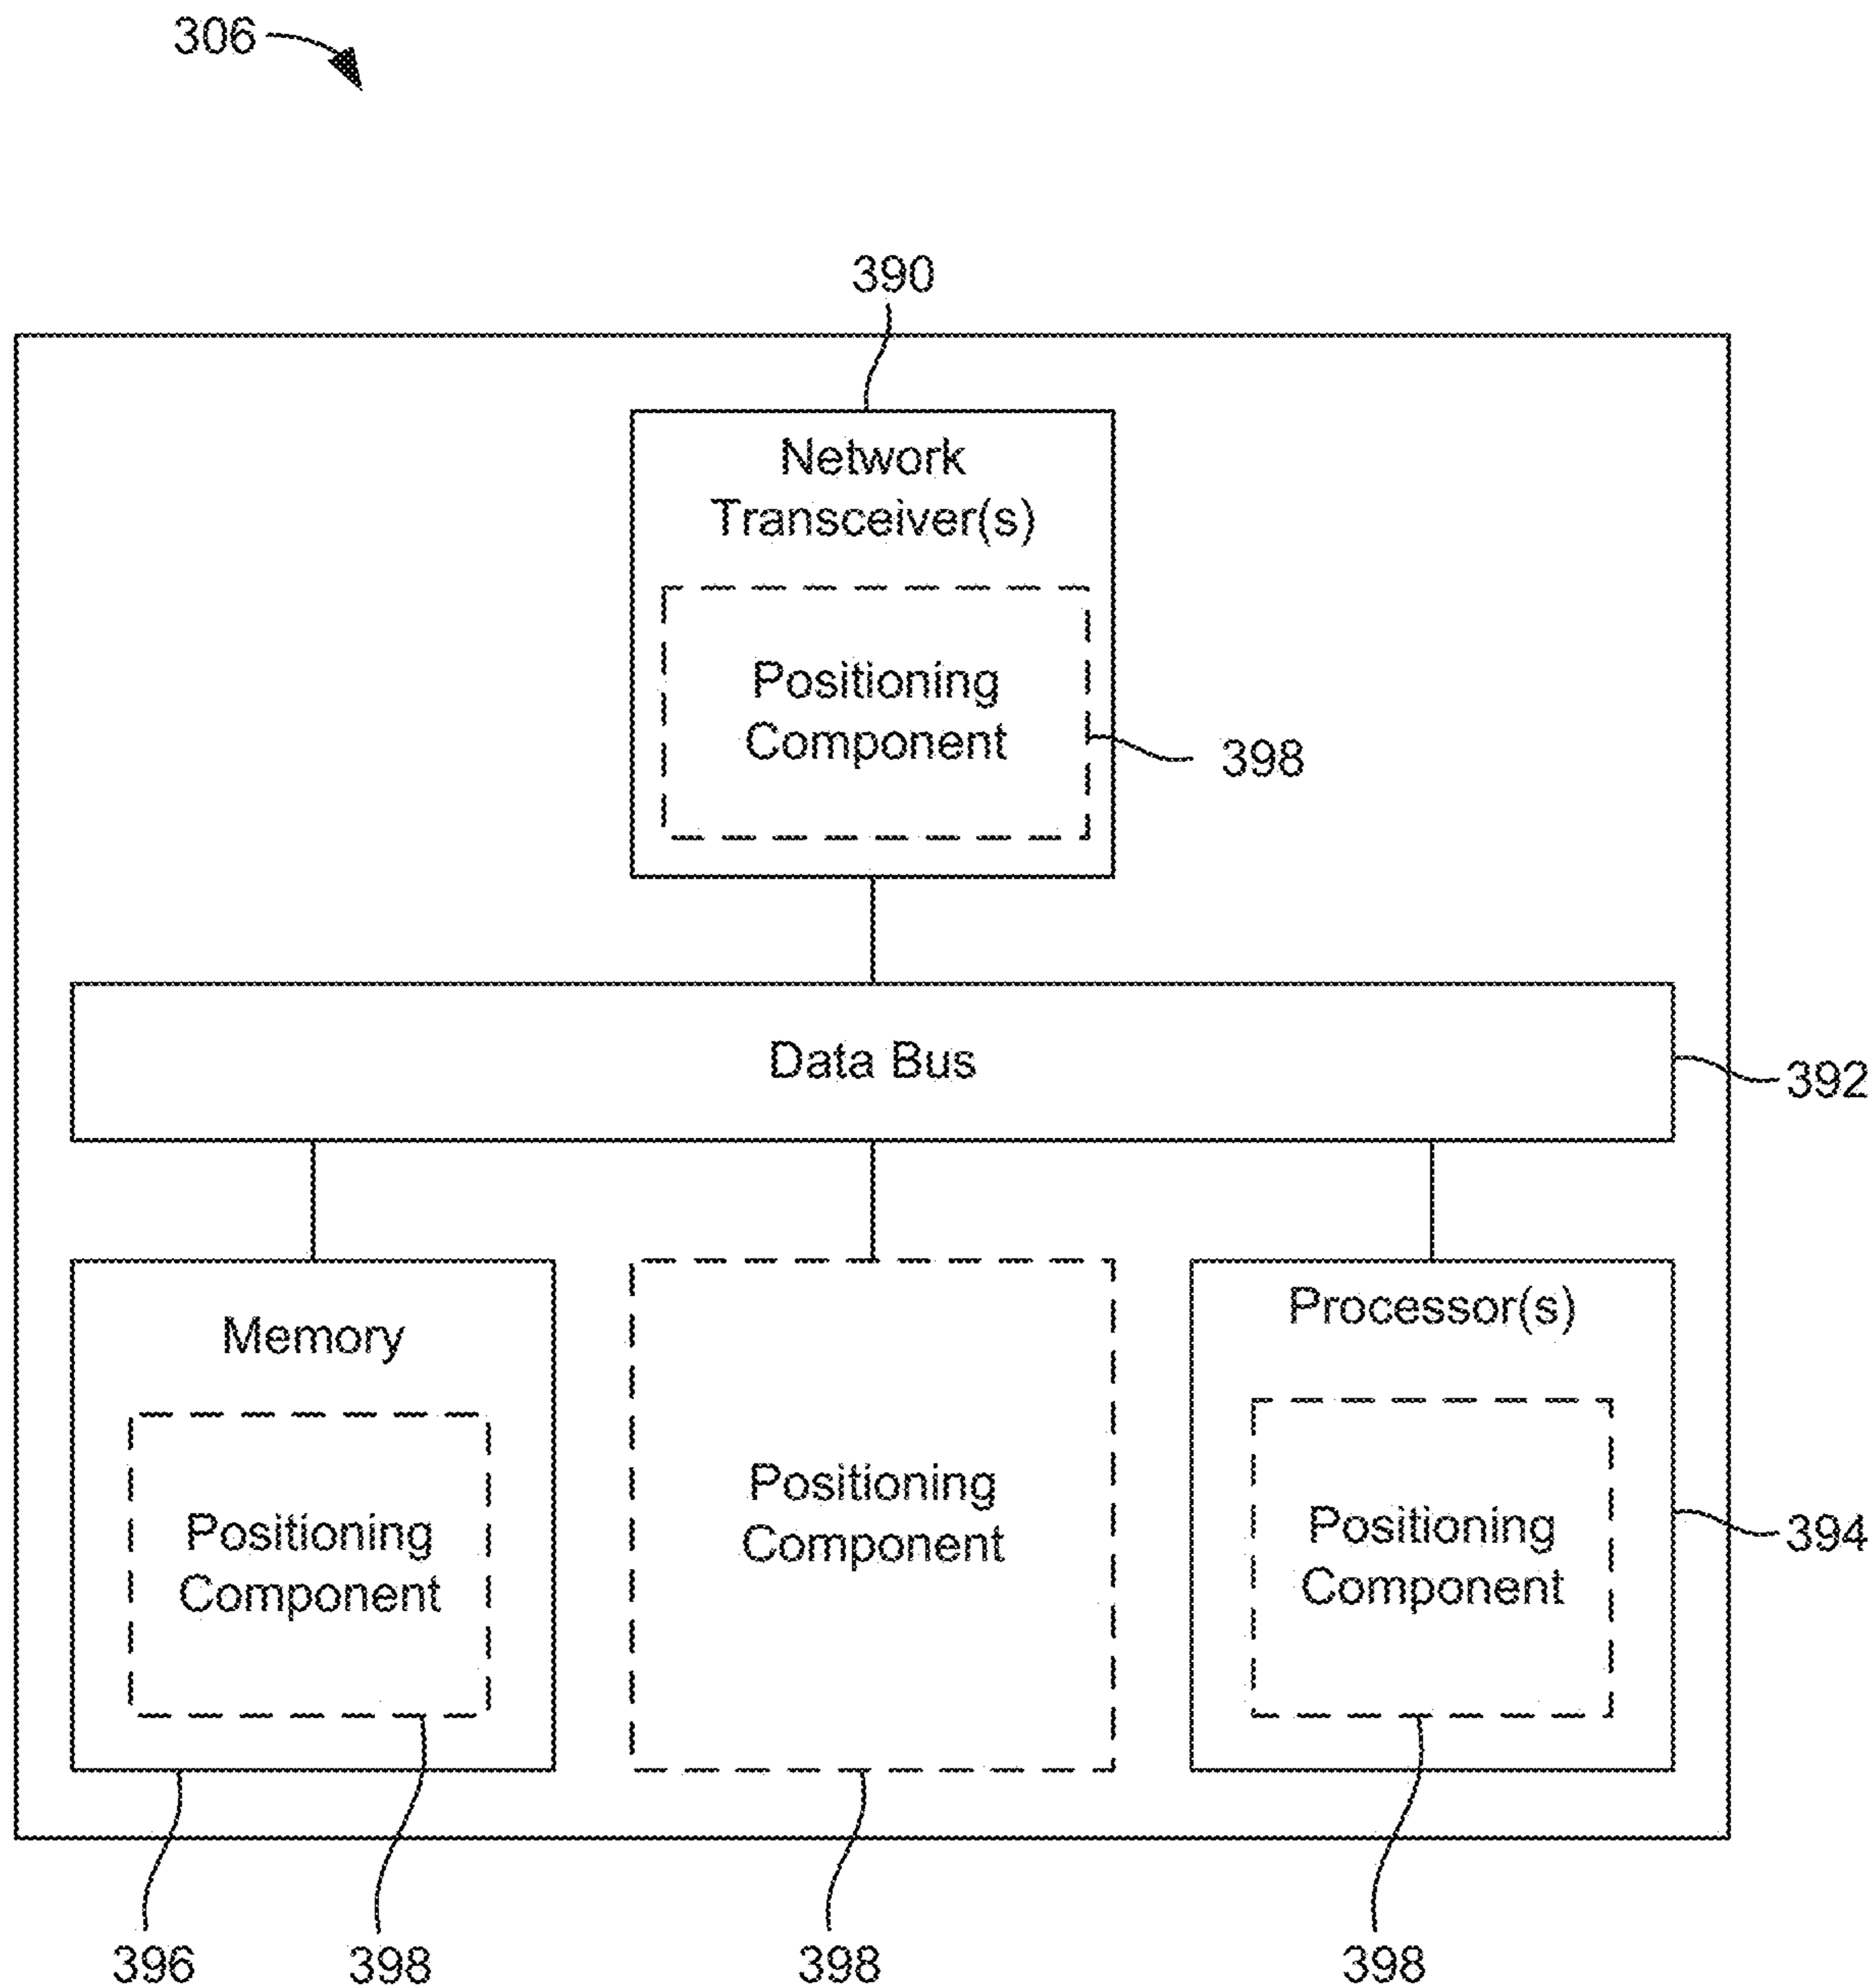 306
390
Network
Transceiver(s)
Positioning
Component
398
Data Bus
392
Memory
Positioning
Component
Positioning
Component
Processor(s)
Positioning
Component
394
396
398
398
398